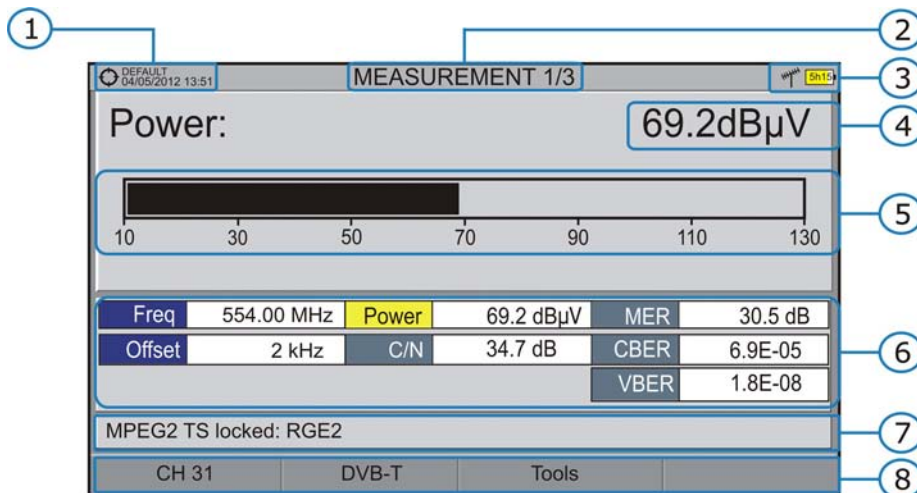 1
2
DEFAULT
04/05/2012 13:51
MEASUREMENT 1/3
5h15
3
Power:
69.2dBµV
4
10 30 50 70 90 110 130
5
Freq 554.00 MHz Power 69.2 dBµV MER 30.5 dB
Offset 2 kHz C/N 34.7 dB CBER 6.9E-05
6
VBER 1.8E-08
MPEG2 TS locked: RGE2
7
CH 31 DVB-T Tools
8